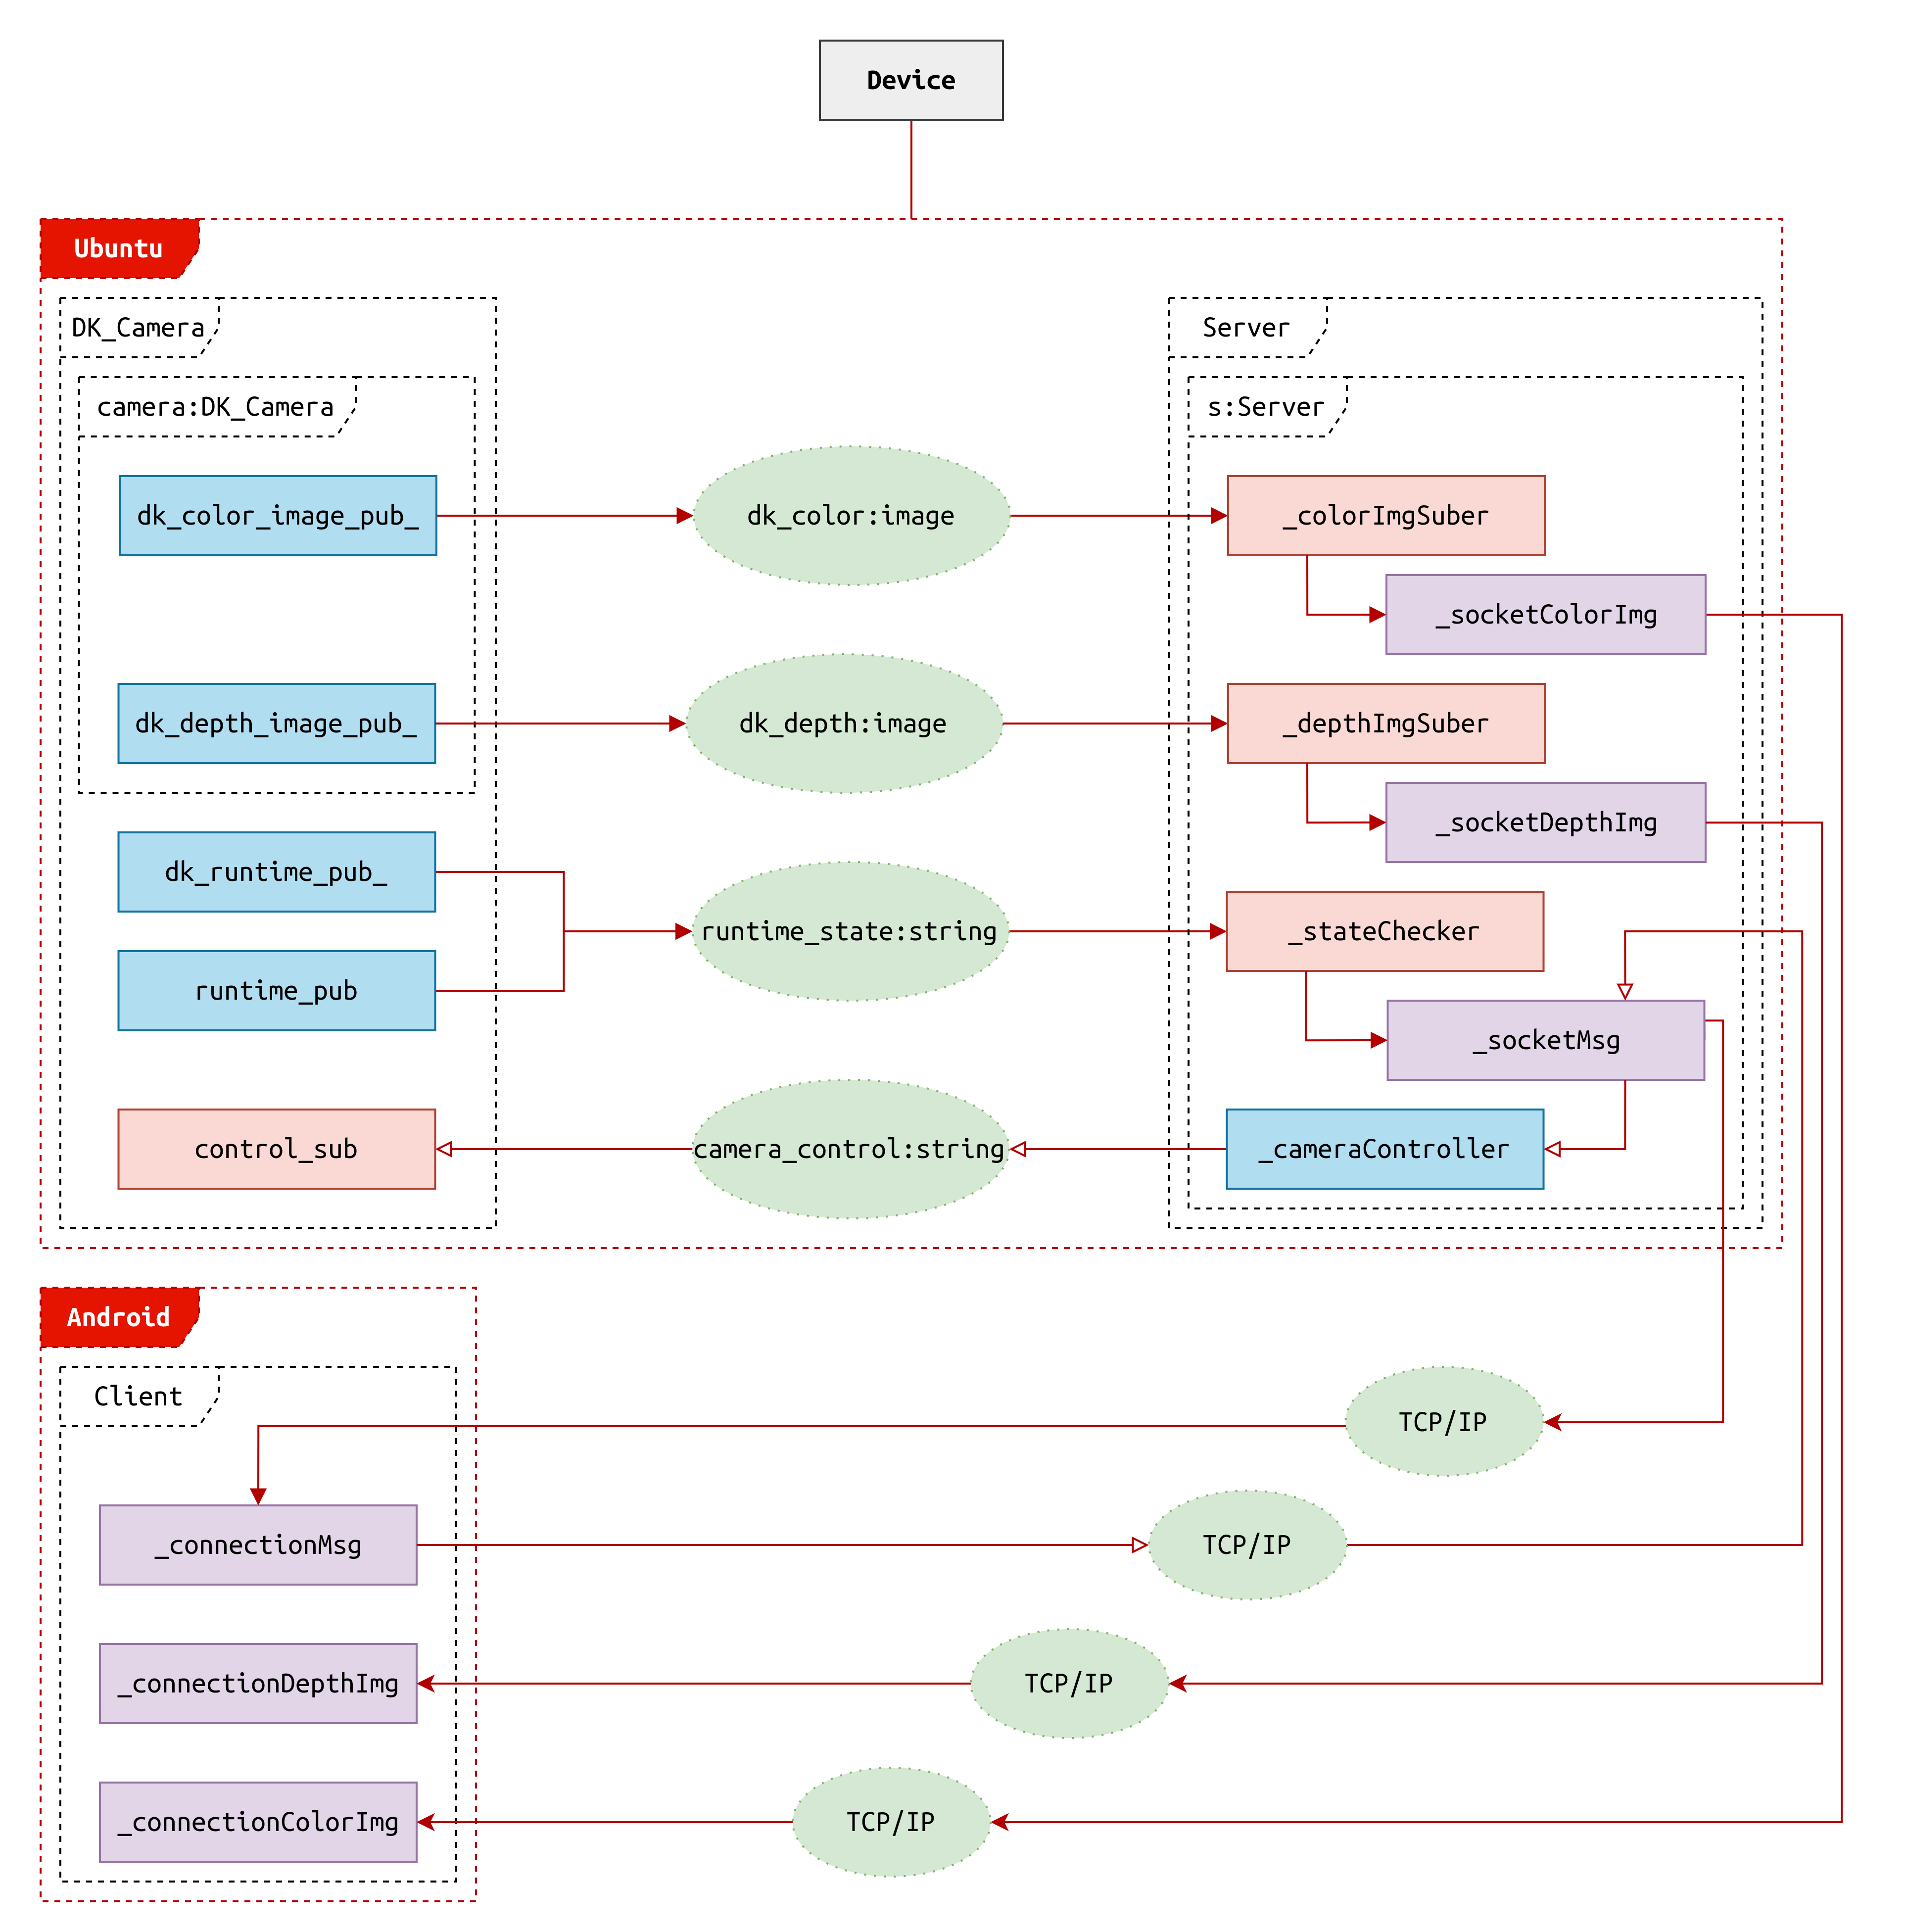 Device
Ubuntu
DK_Camera
Server
camera:DK_Camera
s:Server
dk_color_image_pub_
dk_color:image
_colorImgSuber
_socketColorImg
dk_depth_image_pub_
dk_depth:image
_depthImgSuber
_socketDepthImg
dk_runtime_pub_
runtime_state:string
_stateChecker
runtime_pub
_socketMsg
control_sub
camera_control:string
_cameraController
Android
Client
TCP/IP
_connectionMsg
TCP/IP
_connectionDepthImg
TCP/IP
_connectionColorImg
TCP/IP